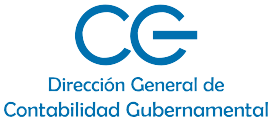 CG
Dirección General de
Contabilidad Gubernamental